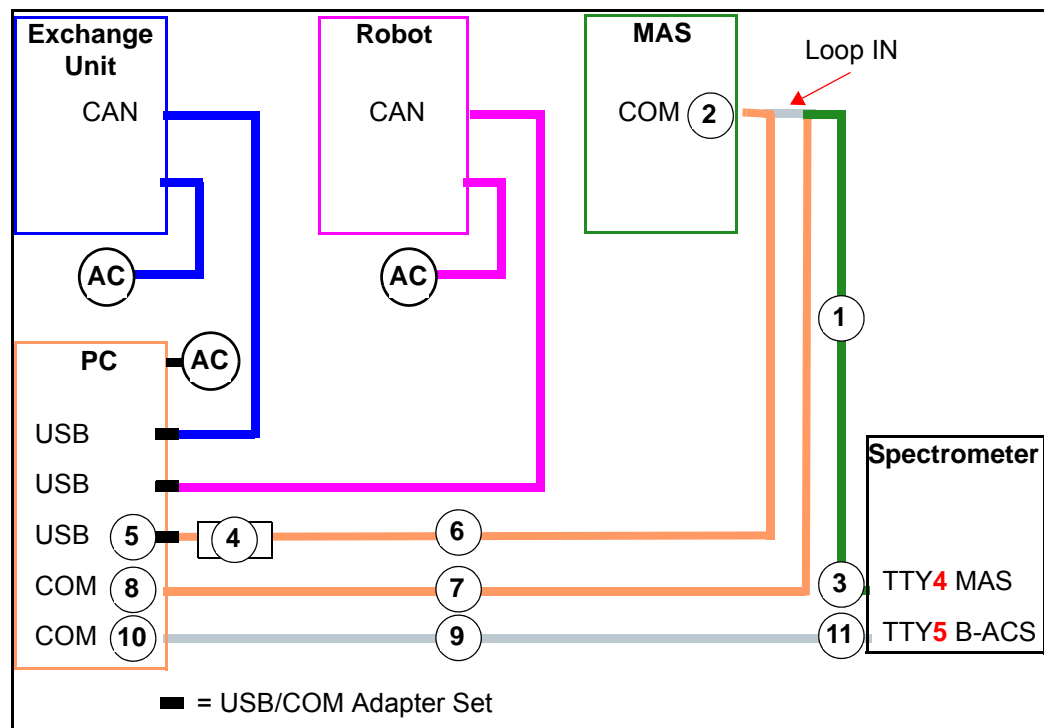 Exchange
Unit
CAN
AC
Robot
CAN
AC
MAS
COM 2
Loop IN
1
PC
AC
USB
USB
USB 5 4 6
COM 8 7
COM 10 9
Spectrometer
3 TTY4 MAS
11 TTY5 B-ACS
= USB/COM Adapter Set